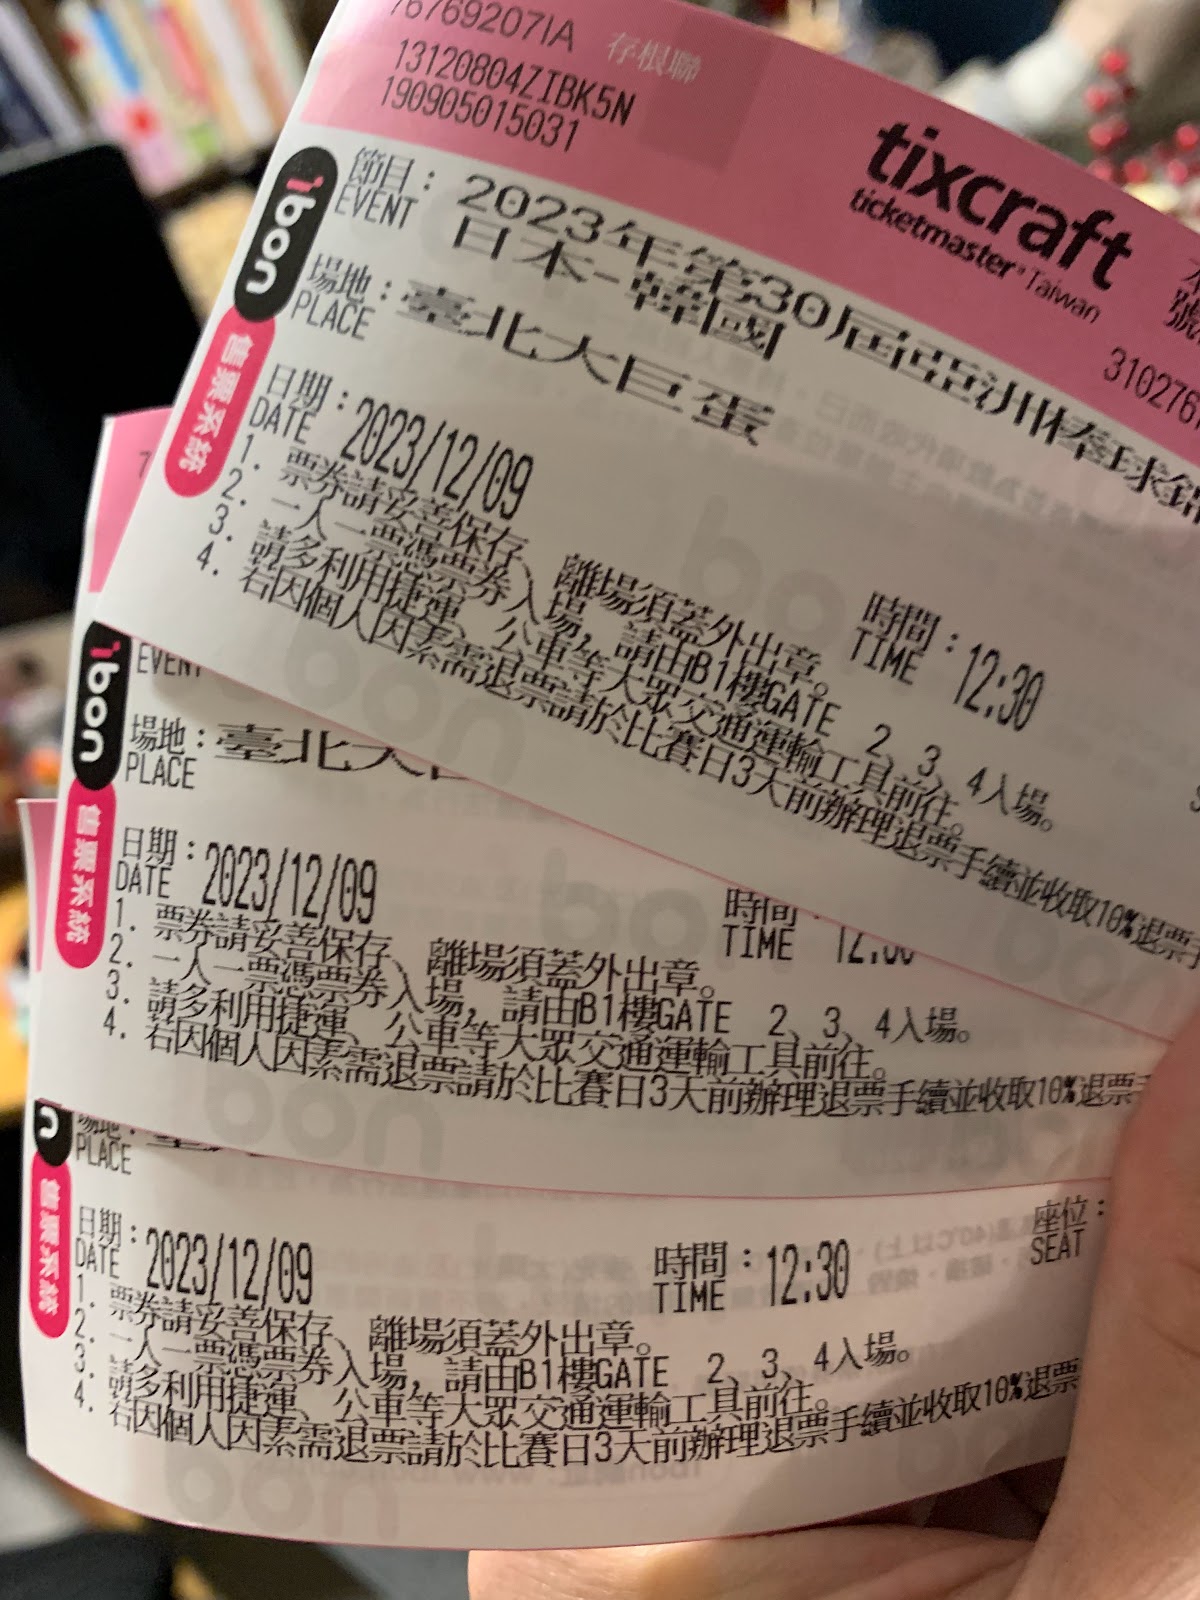 76769207IA 存根聯
13120804ZIBK5N
190905015031
tixcraft
ticketmaster® Taiwan
310276
ibon
售票系統
節目：2023年第30屆亞洲棒球錦
EVENT 日本-韓國
場地：臺北大巨蛋
PLACE
日期：2023/12/09
DATE
時間：12:30
TIME
1. 票券請妥善保存、離場須蓋外出章。
2. 一人一票憑票券入場，請由B1樓GATE 2、3、4入場。
3. 請多利用捷運、公車等大眾交通運輸工具前往。
4. 若因個人因素需退票請於比賽日3天前辦理退票手續並收取10%退票
ibon
售票系統
EVENT
場地：臺北大
PLACE
日期：2023/12/09
DATE
時間
TIME 12:30
1. 票券請妥善保存、離場須蓋外出章。
2. 一人一票憑票券入場，請由B1樓GATE 2、3、4入場。
3. 請多利用捷運、公車等大眾交通運輸工具前往。
4. 若因個人因素需退票請於比賽日3天前辦理退票手續並收取10%退票
售票系統
場地：
PLACE
日期：2023/12/09
DATE
時間：12:30
TIME
座位：
SEAT
1. 票券請妥善保存、離場須蓋外出章。
2. 一人一票憑票券入場，請由B1樓GATE 2、3、4入場。
3. 請多利用捷運、公車等大眾交通運輸工具前往。
4. 若因個人因素需退票請於比賽日3天前辦理退票手續並收取10%退票